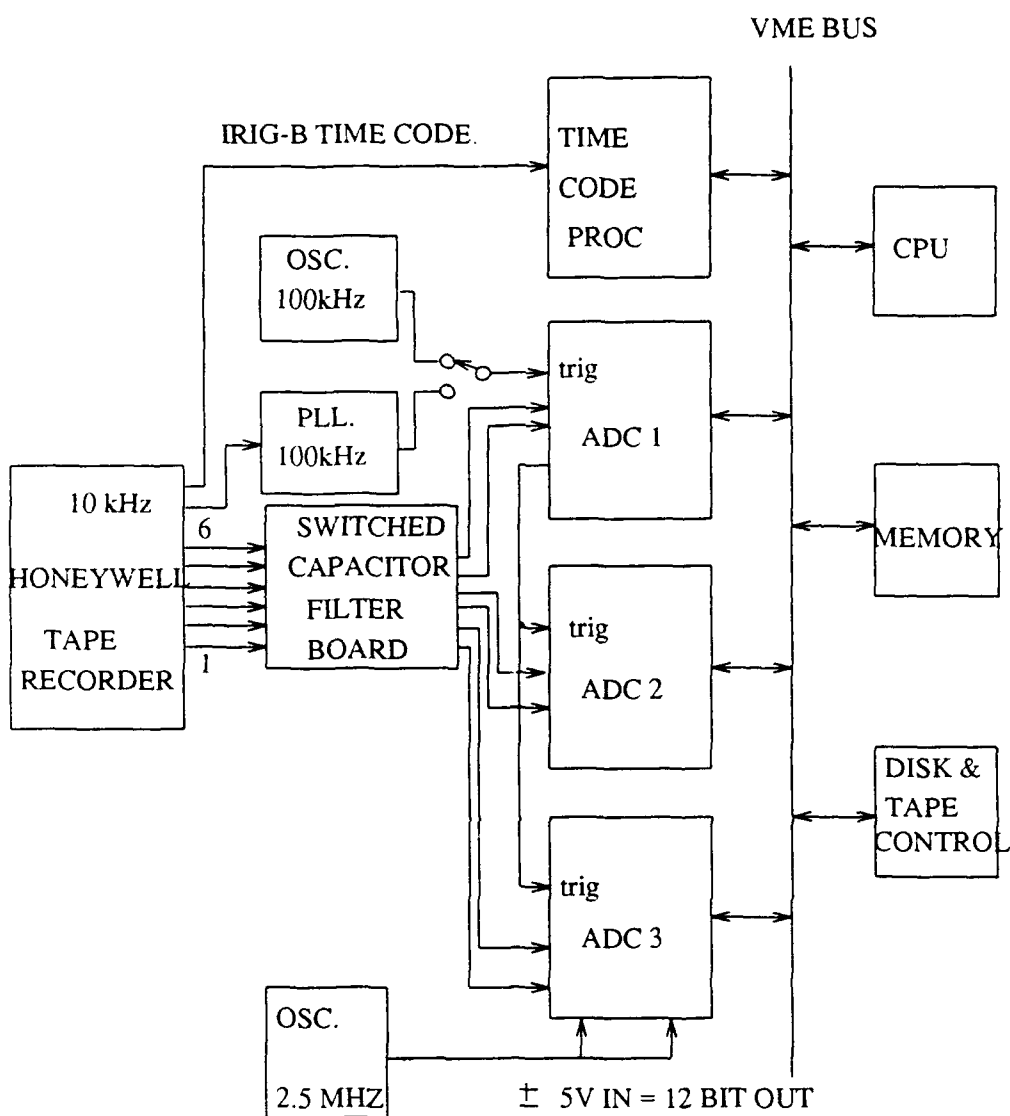 VME BUS
IRIG-B TIME CODE.
TIME
CODE
PROC
OSC.
100kHz
CPU
trig
ADC 1
PLL.
100kHz
10 kHz
6
HONEYWELL
TAPE
RECORDER
1
SWITCHED
CAPACITOR
FILTER
BOARD
MEMORY
trig
ADC 2
DISK &
TAPE
CONTROL
trig
ADC 3
OSC.
2.5 MHZ
± 5V IN = 12 BIT OUT